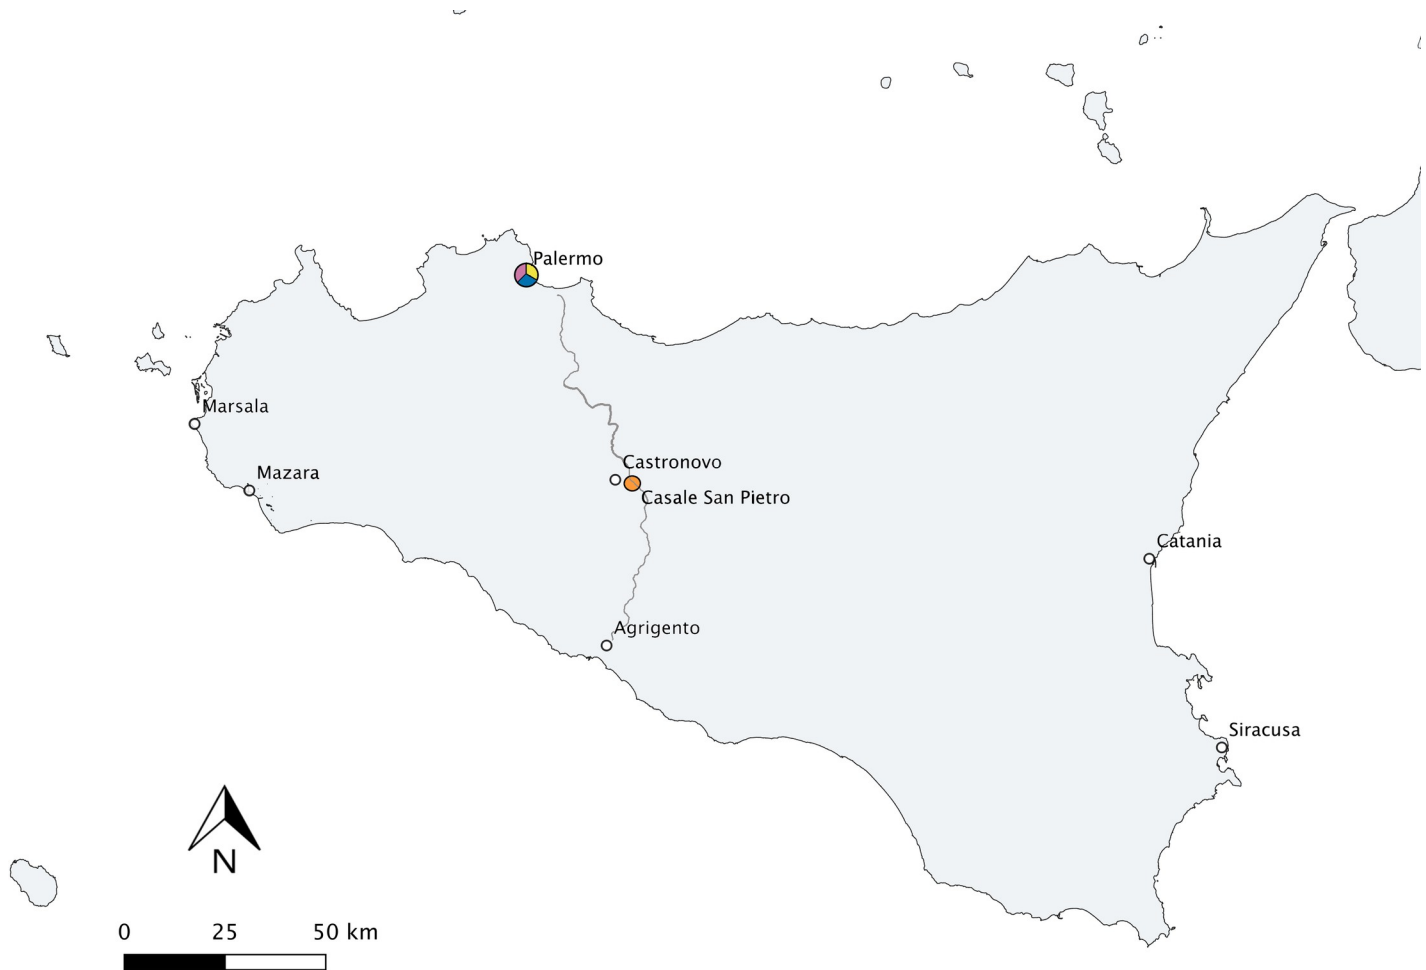 Palermo
Marsala
Castronovo
Mazara
Casale San Pietro
Catania
Agrigento
Siracusa
N
0 25 50 km